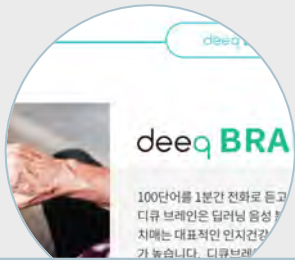 deeq
deeq BRA
100단어를 1분간 전화로 듣고
디큐 브레인은 딥러닝 음성
치매는 대표적인 인지건강
가 높습니다. 디큐브레인